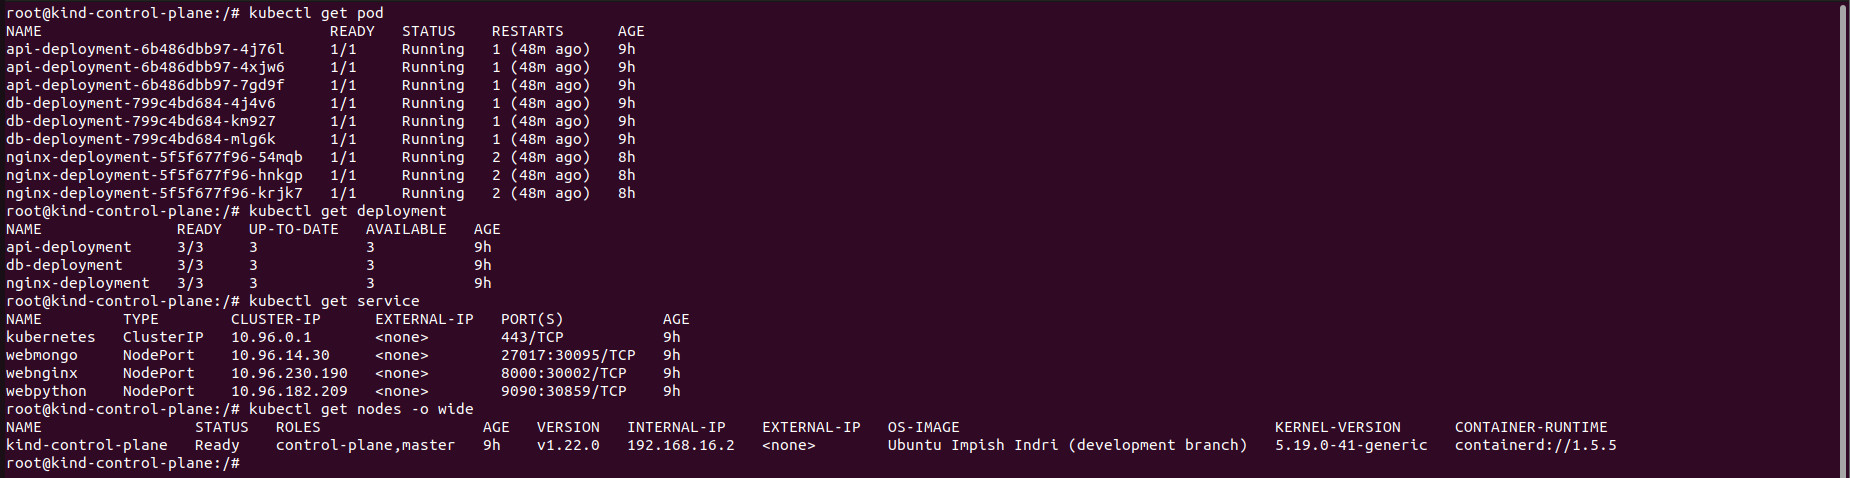 root@kind-control-plane:/# kubectl get pod
NAME                                READY   STATUS    RESTARTS      AGE
api-deployment-6b486dbb97-4j76l     1/1     Running   1 (48m ago)   9h
api-deployment-6b486dbb97-4xjw6     1/1     Running   1 (48m ago)   9h
api-deployment-6b486dbb97-7gd9f     1/1     Running   1 (48m ago)   9h
db-deployment-799c4bd684-4j4v6      1/1     Running   1 (48m ago)   9h
db-deployment-799c4bd684-km927      1/1     Running   1 (48m ago)   9h
db-deployment-799c4bd684-mlg6k      1/1     Running   1 (48m ago)   9h
nginx-deployment-5f5f677f96-54mqb   1/1     Running   2 (48m ago)   8h
nginx-deployment-5f5f677f96-hnkgp   1/1     Running   2 (48m ago)   8h
nginx-deployment-5f5f677f96-krjk7   1/1     Running   2 (48m ago)   8h
root@kind-control-plane:/# kubectl get deployment
NAME               READY   UP-TO-DATE   AVAILABLE   AGE
api-deployment     3/3     3            3           9h
db-deployment      3/3     3            3           9h
nginx-deployment   3/3     3            3           9h
root@kind-control-plane:/# kubectl get service
NAME         TYPE        CLUSTER-IP      EXTERNAL-IP   PORT(S)           AGE
kubernetes   ClusterIP   10.96.0.1       <none>        443/TCP           9h
webmongo     NodePort    10.96.14.30     <none>        27017:30095/TCP   9h
webnginx     NodePort    10.96.230.190   <none>        8000:30002/TCP    9h
webpython    NodePort    10.96.182.209   <none>        9090:30859/TCP    9h
root@kind-control-plane:/# kubectl get nodes -o wide
NAME                 STATUS   ROLES                  AGE   VERSION   INTERNAL-IP    EXTERNAL-IP   OS-IMAGE                                   KERNEL-VERSION      CONTAINER-RUNTIME
kind-control-plane   Ready    control-plane,master   9h    v1.22.0   192.168.16.2   <none>        Ubuntu Impish Indri (development branch)   5.19.0-41-generic   containerd://1.5.5
root@kind-control-plane:/#